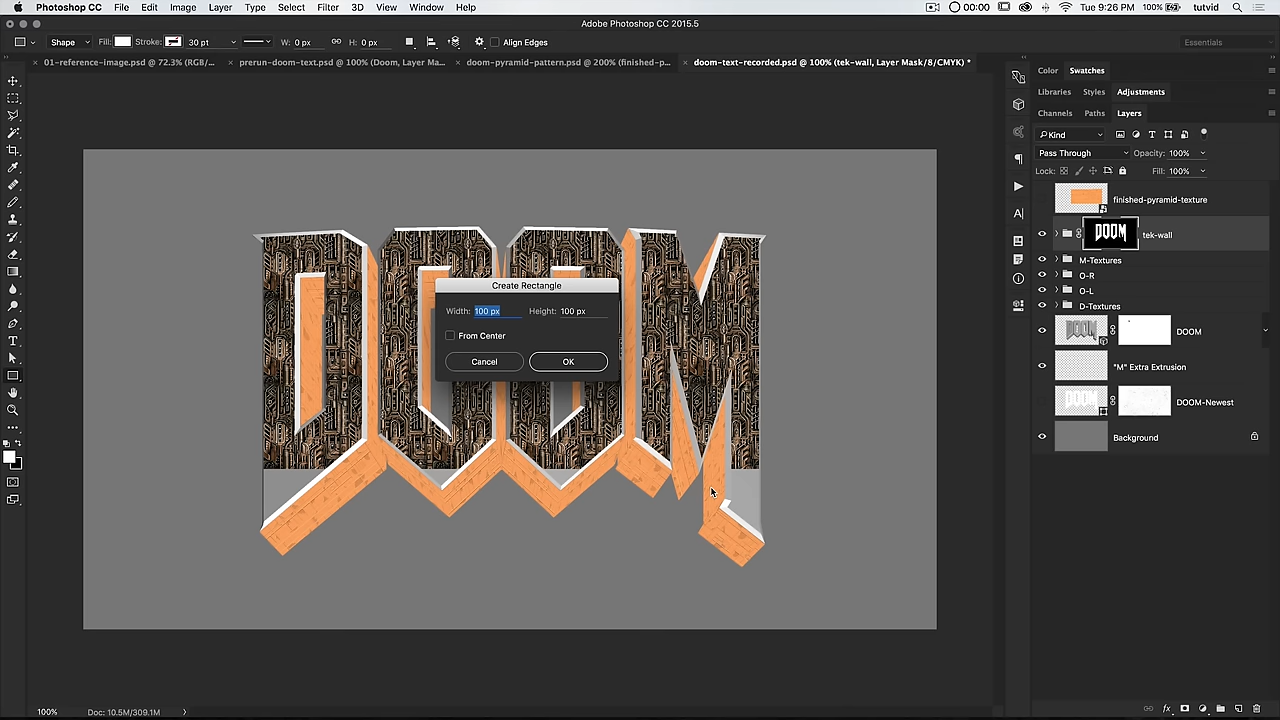 Photoshop CC File Edit Image Layer Type Select Filter 3D View Window Help 00:00 100% Tue 9:26 PM tutvid
Adobe Photoshop CC 2015.5
Shape Fill: Stroke: 30 pt W: 0 px H: 0 px Align Edges Essentials
× 01-reference-image.psd @ 72.3% (RGB/... × prerun-doom-text.psd @ 100% (Doom, Layer Ma... × doom-pyramid-pattern.psd @ 200% (finished-p... × doom-text-recorded.psd @ 100% (tek-wall, Layer Mask/8/CMYK) *
Color Swatches
Libraries Styles Adjustments
Channels Paths Layers
Kind
Pass Through Opacity: 100%
Lock: Fill: 100%
finished-pyramid-texture
DOOM tek-wall
M-Textures
O-R
O-L
D-Textures
DOOM DOOM
"M" Extra Extrusion
DOOM DOOM-Newest
Background
DOOM
Create Rectangle
Width: 100 px Height: 100 px
From Center
Cancel OK
100% Doc: 10.5M/309.1M